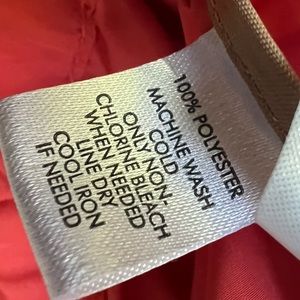 100% POLYESTER
MACHINE WASH
COLD
ONLY NON-
CHLORINE BLEACH
WHEN NEEDED
LINE DRY
COOL IRON
IF NEEDED